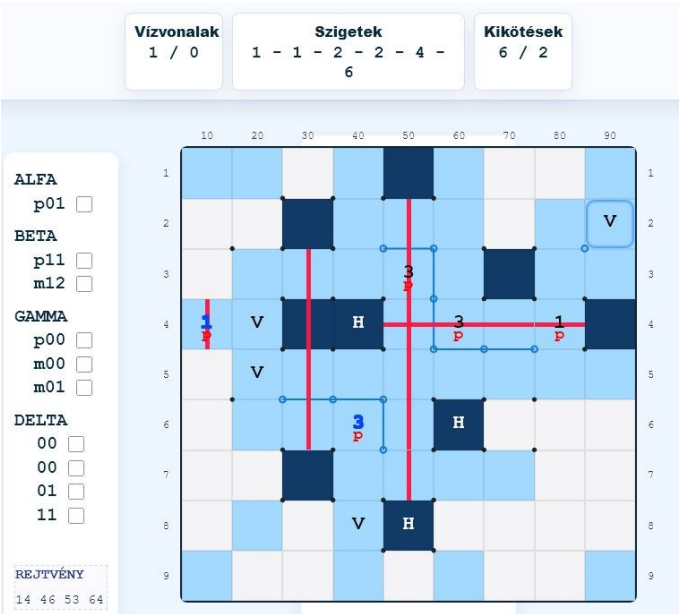 Vízvonalak
1 / 0
Szigetek
1 - 1 - 2 - 2 - 4 -
6
Kikötések
6 / 2
10 20 30 40 50 60 70 80 90
ALFA
p01
BETA
p11
m12
GAMMA
p00
m00
m01
DELTA
00
00
01
11
REJTVÉNY
14 46 53 64
1 1
2 V 2
3 3 3
p
4 1 V H 3 1 4
p p p
5 V 5
6 3 H 6
p
7 7
8 V H 8
9 9